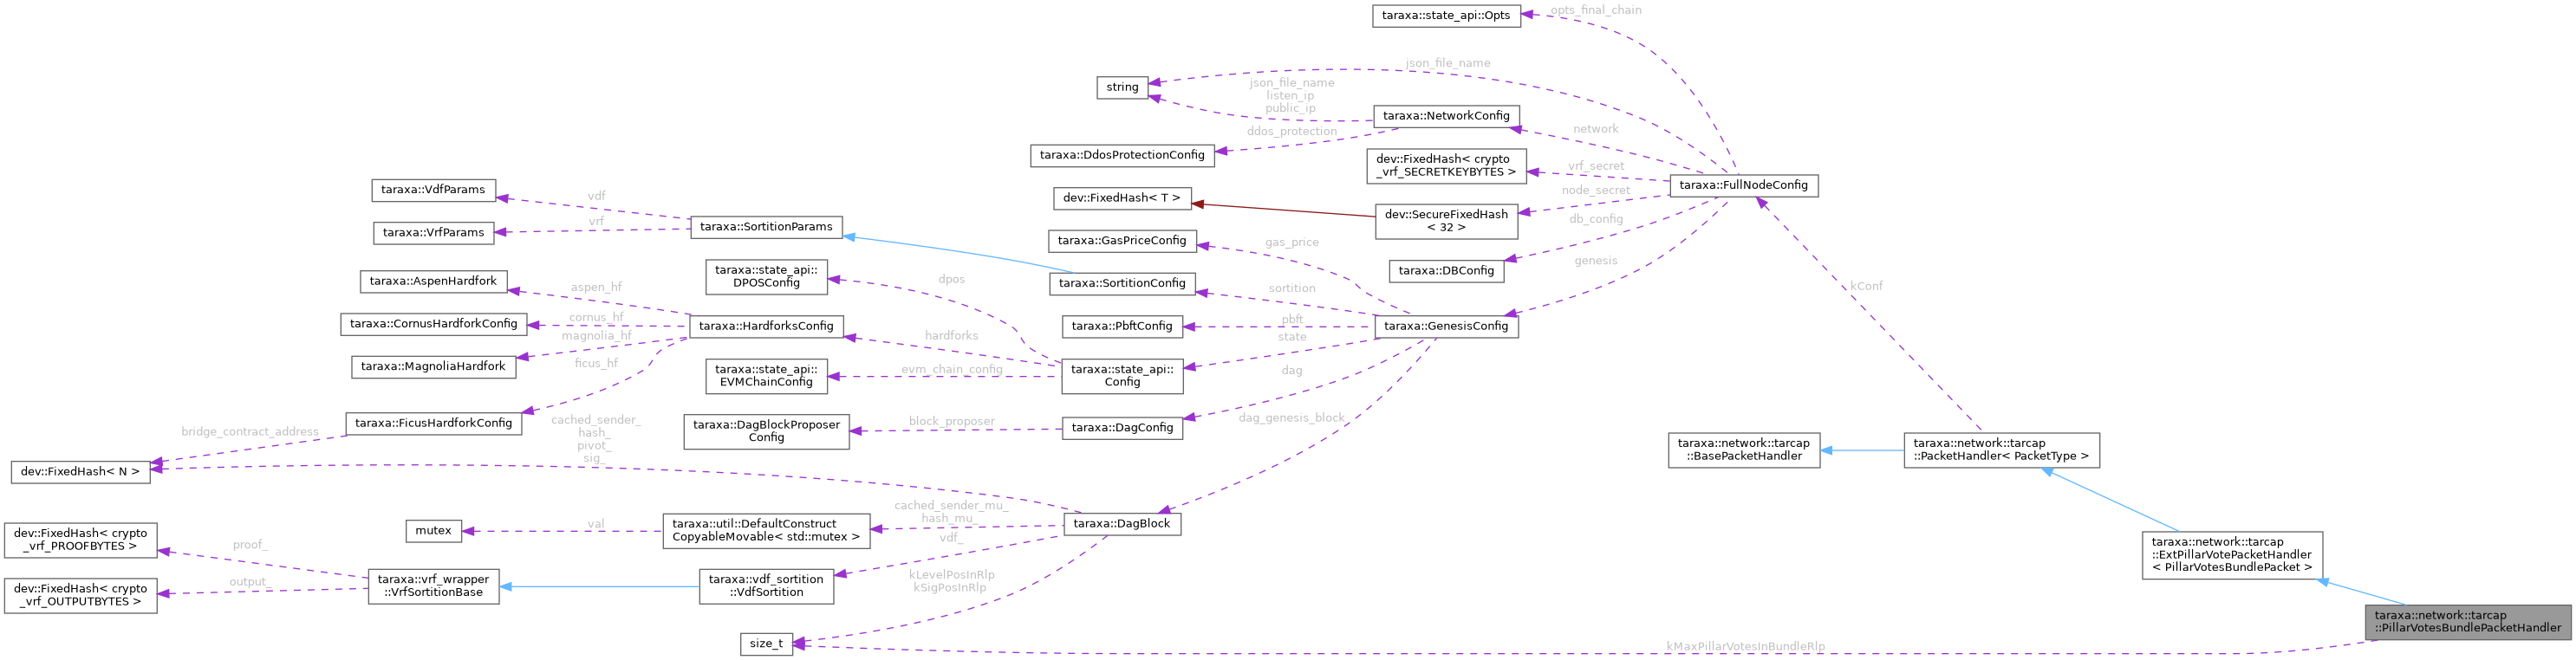 taraxa::state_api::Opts
opts_final_chain
json_file_name
string
json_file_name
listen_ip
public_ip
taraxa::NetworkConfig
network
ddos_protection
taraxa::DdosProtectionConfig
dev::FixedHash< crypto
_vrf_SECRETKEYBYTES >
vrf_secret
taraxa::FullNodeConfig
taraxa::VdfParams
vdf
dev::FixedHash< T >
node_secret
dev::SecureFixedHash
< 32 >
taraxa::VrfParams
vrf
taraxa::SortitionParams
taraxa::GasPriceConfig
gas_price
db_config
taraxa::DBConfig
genesis
taraxa::AspenHardfork
aspen_hf
taraxa::state_api::
DPOSConfig
dpos
taraxa::SortitionConfig
sortition
kConf
taraxa::CornusHardforkConfig
cornus_hf
taraxa::HardforksConfig
hardforks
taraxa::PbftConfig
pbft
taraxa::GenesisConfig
magnolia_hf
taraxa::MagnoliaHardfork
ficus_hf
taraxa::state_api::
EVMChainConfig
evm_chain_config
taraxa::state_api::
Config
state
dag
taraxa::FicusHardforkConfig
bridge_contract_address
cached_sender_
hash_
pivot_
sig_
taraxa::DagBlockProposer
Config
block_proposer
taraxa::DagConfig
dag_genesis_block
dev::FixedHash< N >
taraxa::network::tarcap
::BasePacketHandler
taraxa::network::tarcap
::PacketHandler< PacketType >
mutex
val
taraxa::util::DefaultConstruct
CopyableMovable< std::mutex >
cached_sender_mu_
hash_mu_
taraxa::DagBlock
vdf_
dev::FixedHash< crypto
_vrf_PROOFBYTES >
proof_
taraxa::network::tarcap
::ExtPillarVotePacketHandler
< PillarVotesBundlePacket >
dev::FixedHash< crypto
_vrf_OUTPUTBYTES >
output_
taraxa::vrf_wrapper
::VrfSortitionBase
taraxa::vdf_sortition
::VdfSortition
kLevelPosInRlp
kSigPosInRlp
taraxa::network::tarcap
::PillarVotesBundlePacketHandler
size_t
kMaxPillarVotesInBundleRlp